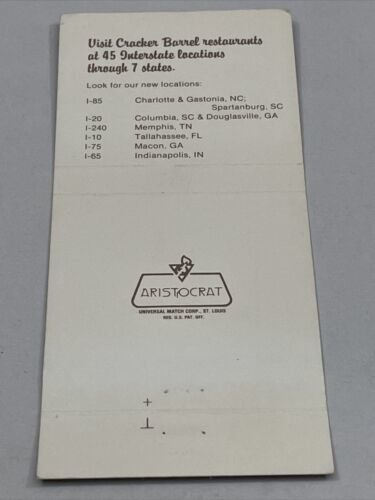 Visit Cracker Barrel restaurants
at 45 Interstate locations
through 7 states.
Look for our new locations:
I-85 Charlotte & Gastonia, NC;
Spartanburg, SC
I-20 Columbia, SC & Douglasville, GA
I-240 Memphis, TN
I-10 Tallahassee, FL
I-75 Macon, GA
I-65 Indianapolis, IN
ARISTOCRAT
UNIVERSAL MATCH CORP., ST. LOUIS
REG. U.S. PAT. OFF.